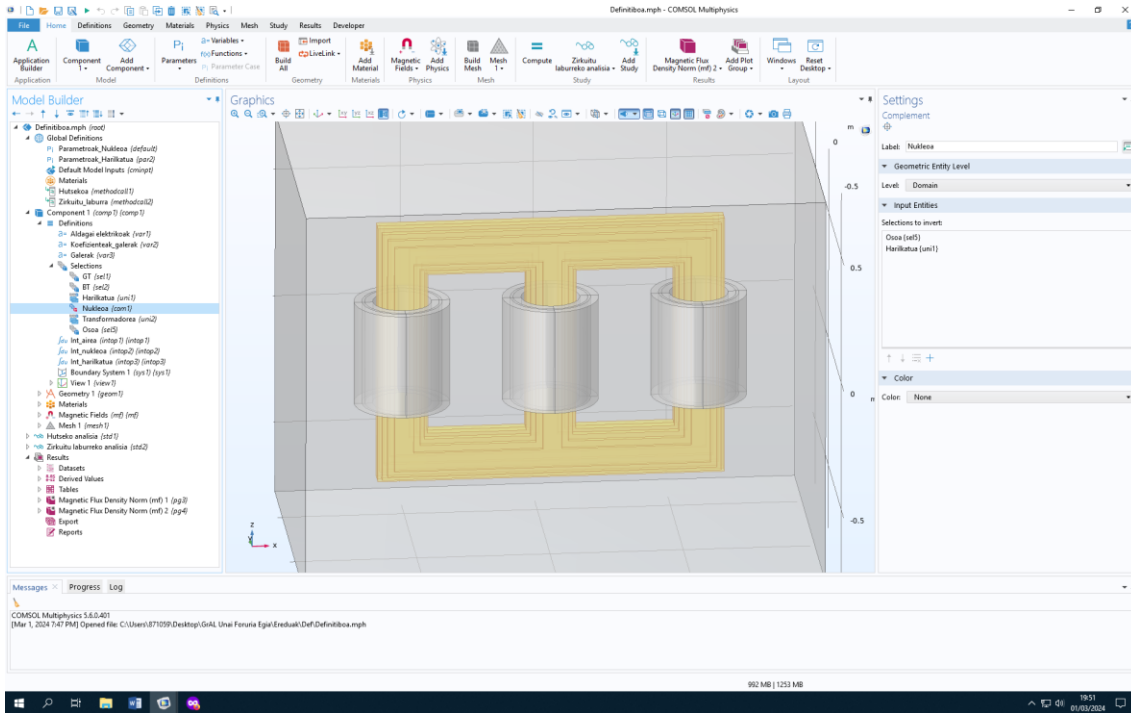 Definitiboa.mph - COMSOL Multiphysics
File Home Definitions Geometry Materials Physics Mesh Study Results Developer
Application Builder
Component 1
Add Component
Parameters
Variables
Functions
Parameter Case
Build All
Import
LiveLink
Add Material
Magnetic Fields
Add Physics
Build Mesh
Mesh 1
Compute
Zirkuitu laburreko analisia
Add Study
Magnetic Flux Density Norm (mf) 2
Add Plot Group
Windows
Reset Desktop
Application Model Definitions Geometry Materials Physics Mesh Study Results Layout
Model Builder
Definitiboa.mph (root)
Global Definitions
Parametroak_Nukleoa (default)
Parametroak_Harilkatua (par2)
Default Model Inputs (cminpt)
Materials
Hutsekoa (methodcall1)
Zirkuitu_laburra (methodcall2)
Component 1 (comp1) (comp1)
Definitions
Aldagai elektrikoak (var1)
Koefizienteak_galerak (var2)
Galerak (var3)
Selections
GT (sel1)
BT (sel2)
Harilkatua (uni1)
Nukleoa (com1)
Transformadorea (uni2)
Osoa (sel5)
Int_airea (intop1) (intop1)
Int_nukleoa (intop2) (intop2)
Int_harilkatua (intop3) (intop3)
Boundary System 1 (sys1) (sys1)
View 1 (view1)
Geometry 1 (geom1)
Materials
Magnetic Fields (mf) (mf)
Mesh 1 (mesh1)
Hutseko analisia (std1)
Zirkuitu laburreko analisia (std2)
Results
Datasets
Derived Values
Tables
Magnetic Flux Density Norm (mf) 1 (pg3)
Magnetic Flux Density Norm (mf) 2 (pg4)
Export
Reports
Graphics
m
0
-0.5
0.5
0
m
-0.5
z
y
x
Settings
Complement
Label: Nukleoa
Geometric Entity Level
Level: Domain
Input Entities
Selections to invert:
Osoa (sel5)
Harilkatua (uni1)
Color
Color: None
Messages Progress Log
COMSOL Multiphysics 5.6.0.401
[Mar 1, 2024 7:47 PM] Opened file: C:\Users\871059\Desktop\GrAL Unai Foruria Egia\Ereduak\Def\Definitiboa.mph
992 MB | 1253 MB
19:51
01/03/2024